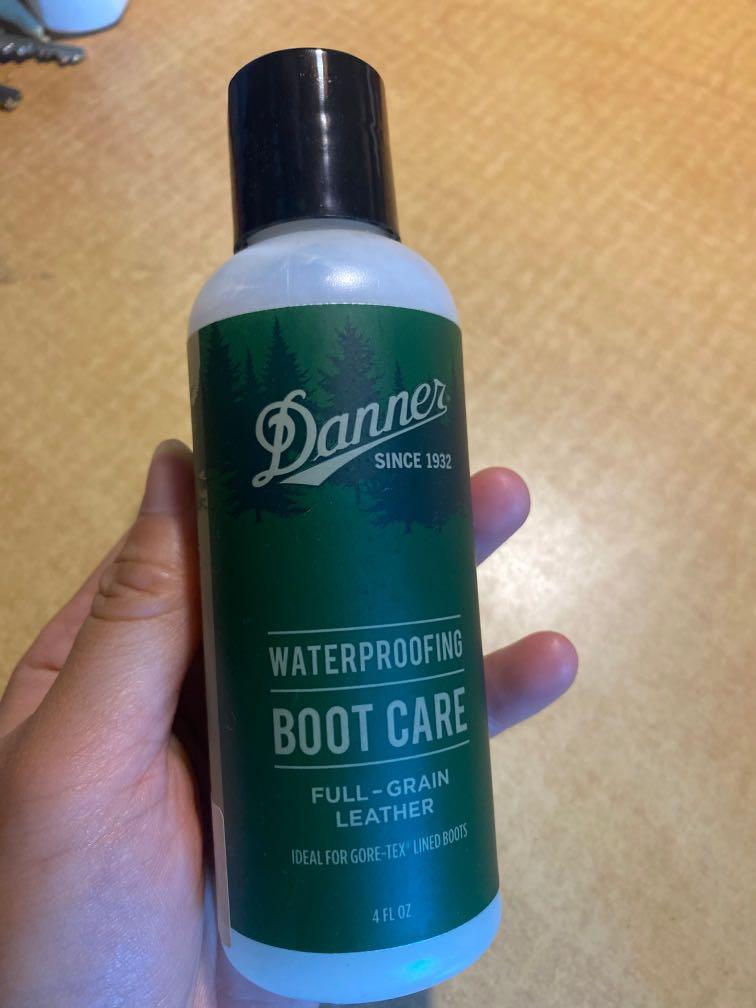 Danner®
SINCE 1932
WATERPROOFING
BOOT CARE
FULL-GRAIN
LEATHER
IDEAL FOR GORE-TEX® LINED BOOTS
4 FL OZ